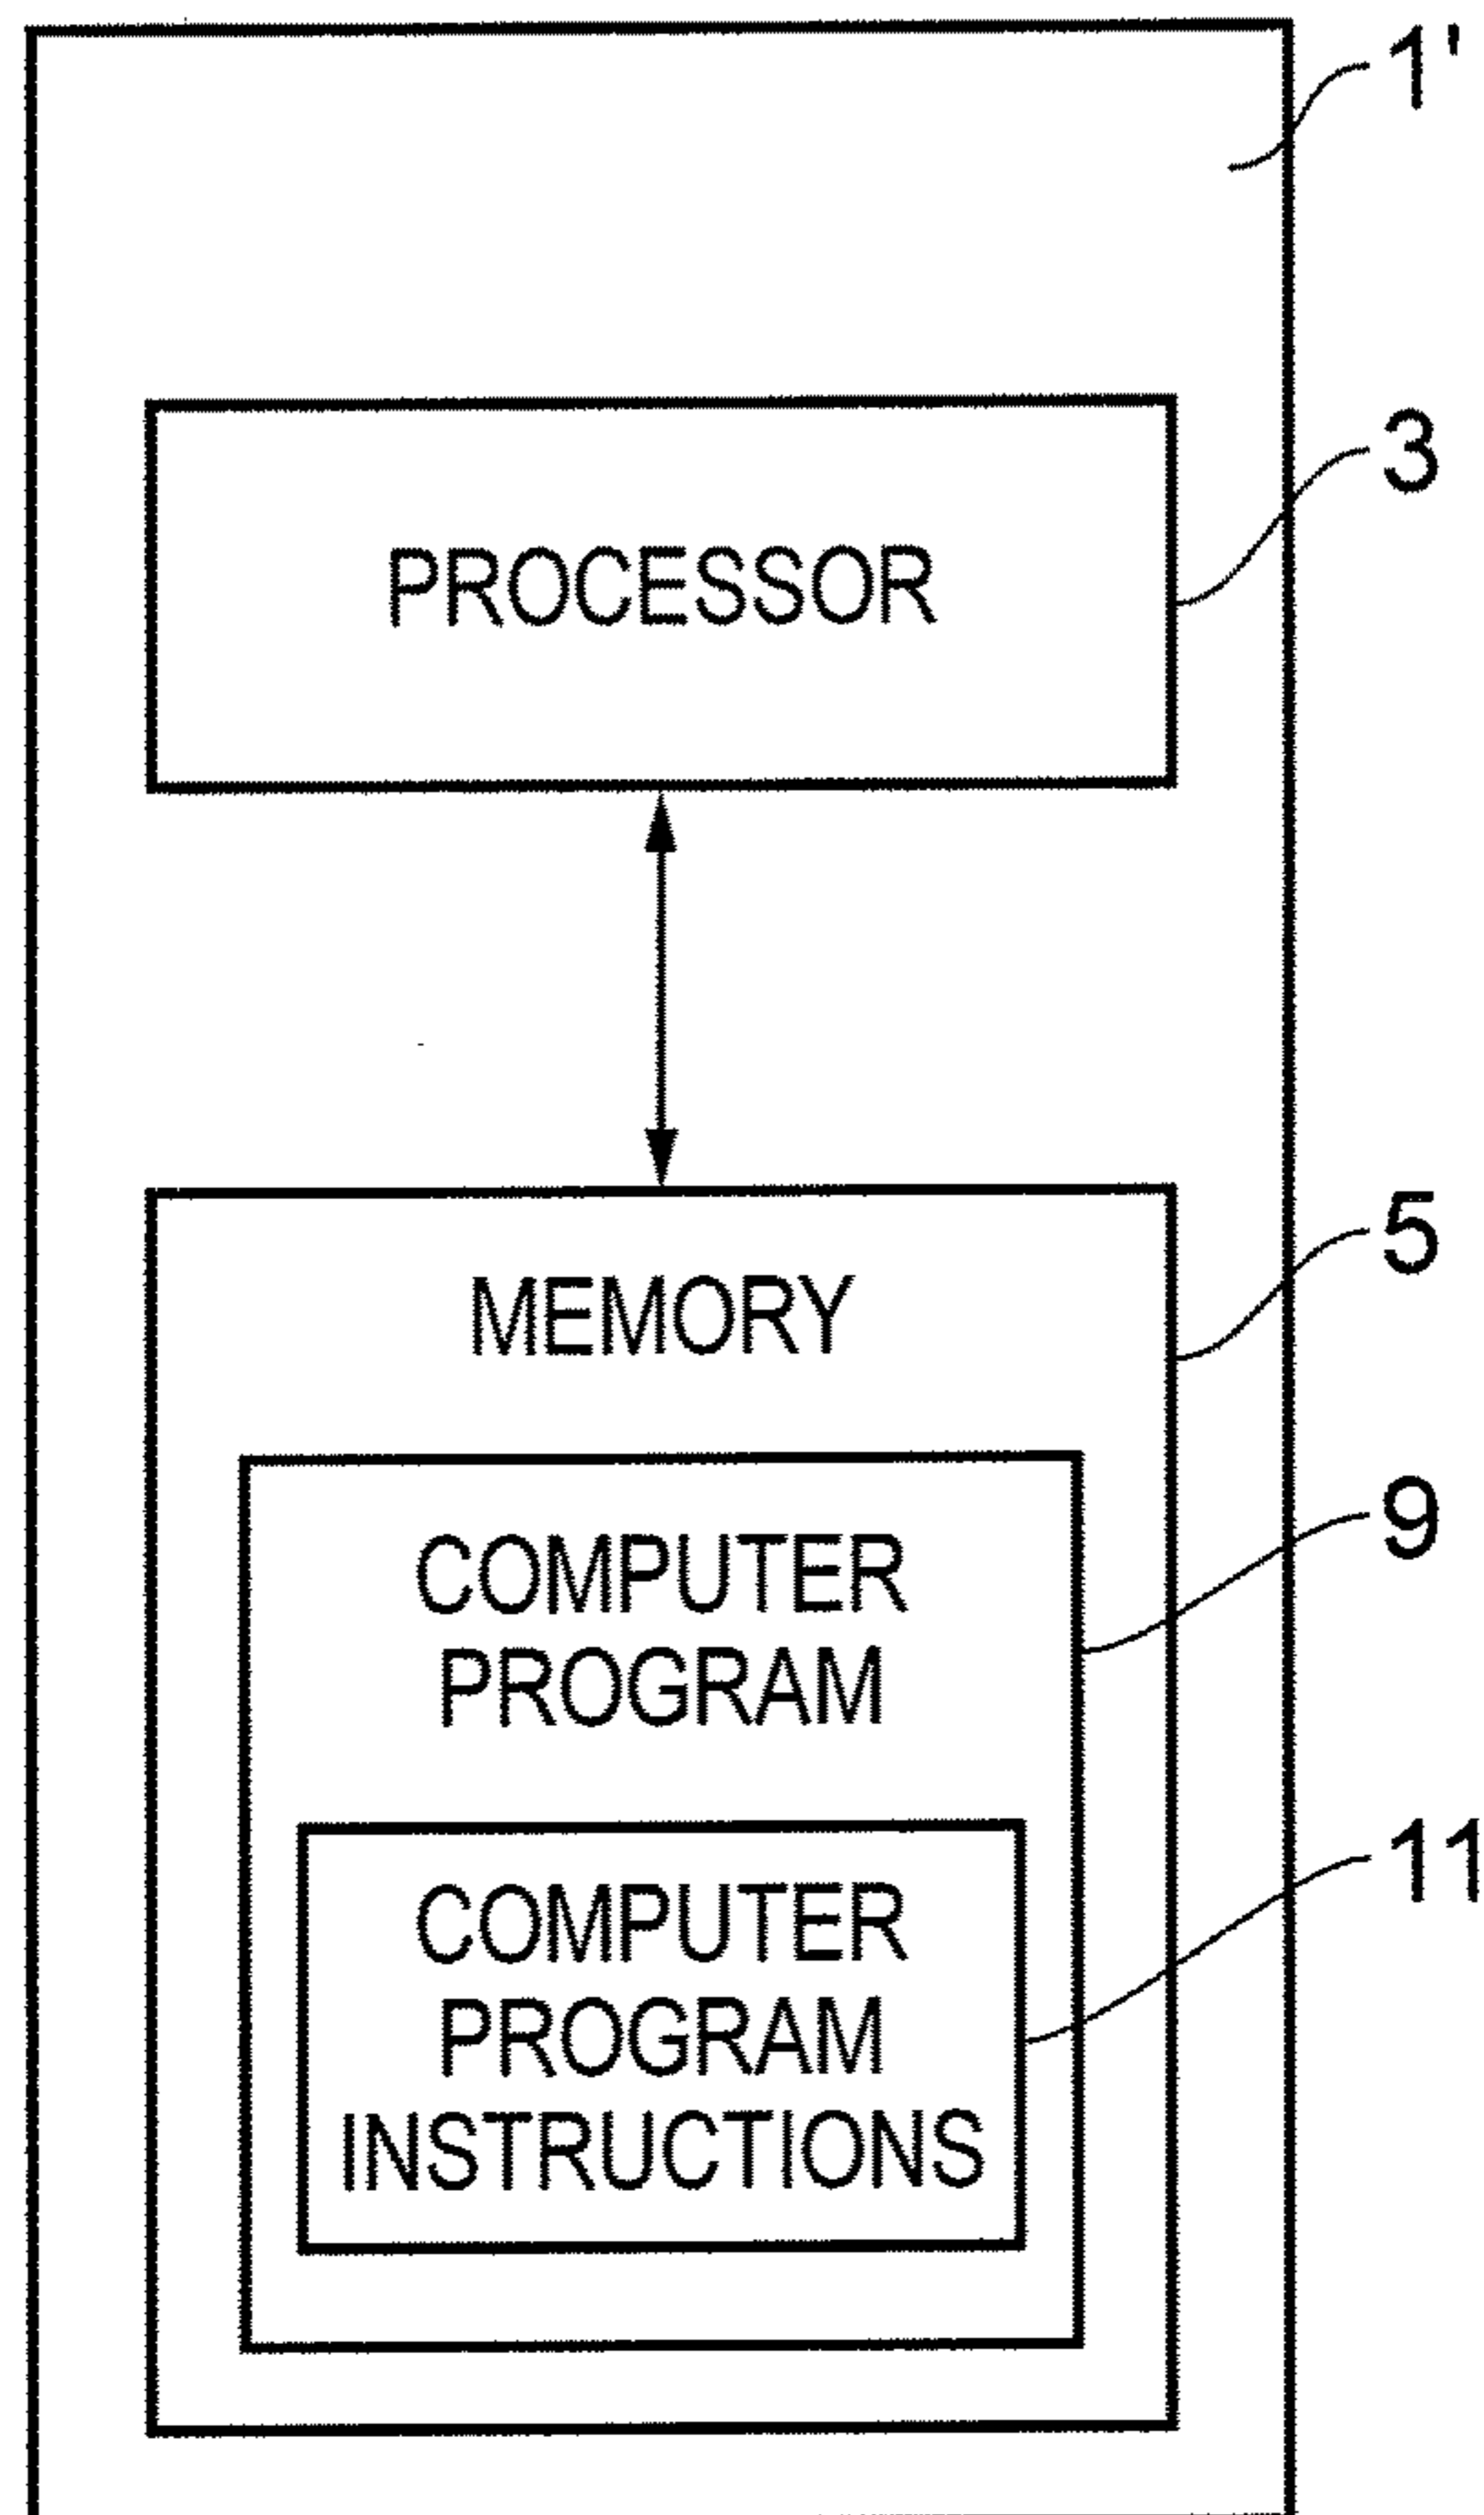 1'
3
PROCESSOR
5
MEMORY
9
COMPUTER
PROGRAM
11
COMPUTER
PROGRAM
INSTRUCTIONS